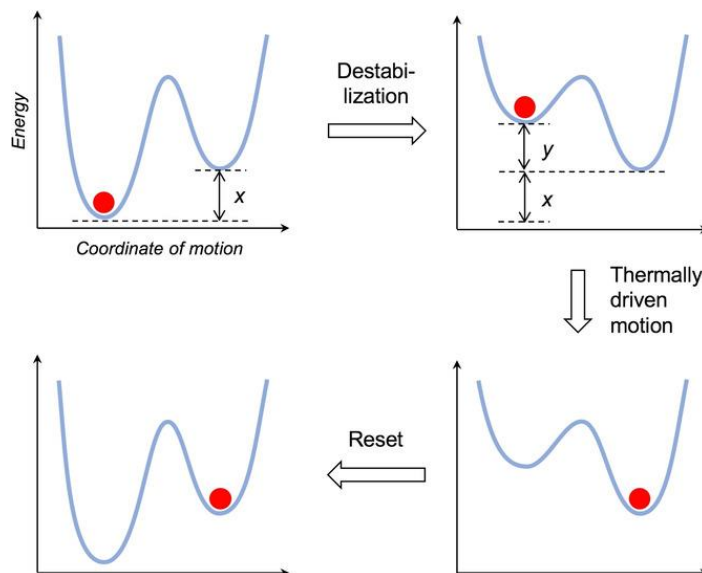 Energy
x
Coordinate of motion
Destabi-
lization
y
x
Thermally
driven
motion
Reset